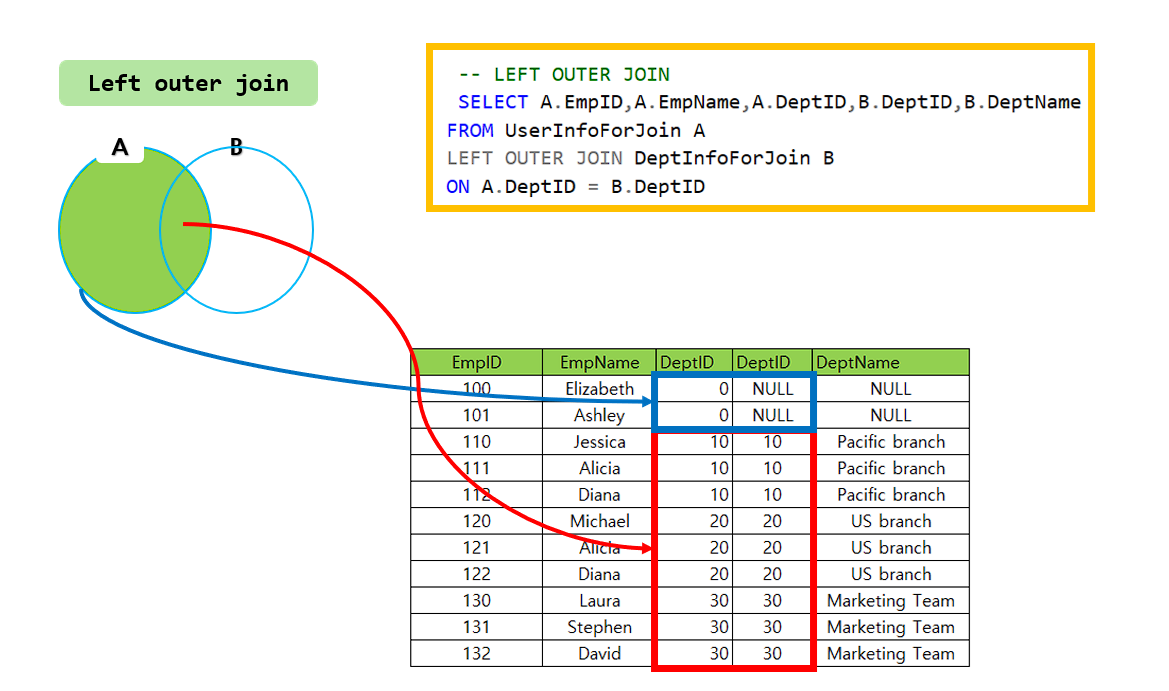 Left outer join
A
B
-- LEFT OUTER JOIN
SELECT A.EmpID,A.EmpName,A.DeptID,B.DeptID,B.DeptName
FROM UserInfoForJoin A
LEFT OUTER JOIN DeptInfoForJoin B
ON A.DeptID = B.DeptID
EmpID EmpName DeptID DeptID DeptName
100 Elizabeth 0 NULL NULL
101 Ashley 0 NULL NULL
110 Jessica 10 10 Pacific branch
111 Alicia 10 10 Pacific branch
112 Diana 10 10 Pacific branch
120 Michael 20 20 US branch
121 Alicia 20 20 US branch
122 Diana 20 20 US branch
130 Laura 30 30 Marketing Team
131 Stephen 30 30 Marketing Team
132 David 30 30 Marketing Team